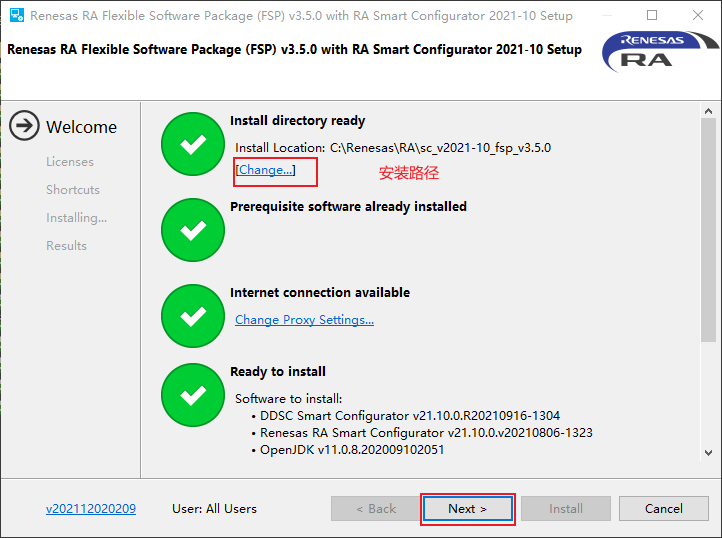 Renesas RA Flexible Software Package (FSP) v3.5.0 with RA Smart Configurator 2021-10 Setup
Renesas RA Flexible Software Package (FSP) v3.5.0 with RA Smart Configurator 2021-10 Setup
RENESAS
RA
Welcome
Licenses
Shortcuts
Installing...
Results
Install directory ready
Install Location: C:\Renesas\RA\sc_v2021-10_fsp_v3.5.0
[Change...]
安装路径
Prerequisite software already installed
Internet connection available
Change Proxy Settings...
Ready to install
Software to install:
• DDSC Smart Configurator v21.10.0.R20210916-1304
• Renesas RA Smart Configurator v21.10.0.v20210806-1323
• OpenJDK v11.0.8.202009102051
v202112020209
User: All Users
< Back
Next >
Install
Cancel